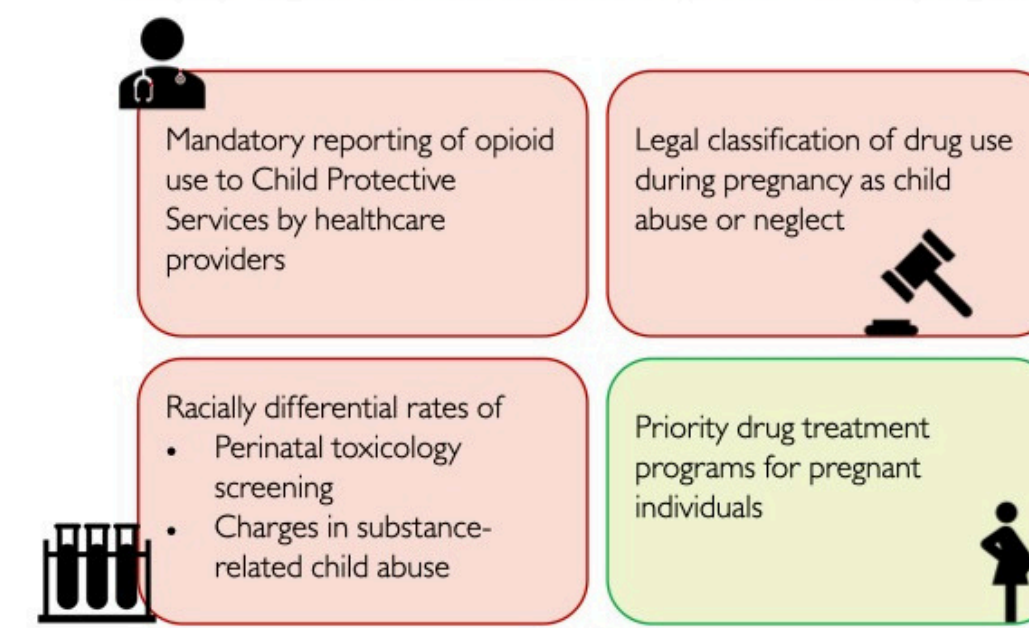 Mandatory reporting of opioid
use to Child Protective
Services by healthcare
providers
Legal classification of drug use
during pregnancy as child
abuse or neglect
Racially differential rates of
• Perinatal toxicology
screening
• Charges in substance-
related child abuse
Priority drug treatment
programs for pregnant
individuals